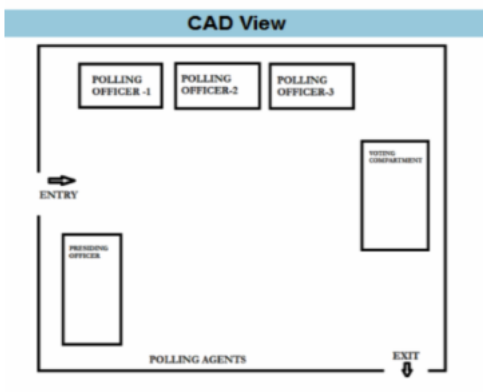 CAD View
POLLING
OFFICER -1
POLLING
OFFICER-2
POLLING
OFFICER-3
VOTING
COMPARTMENT
ENTRY
PRESIDING
OFFICER
POLLING AGENTS
EXIT